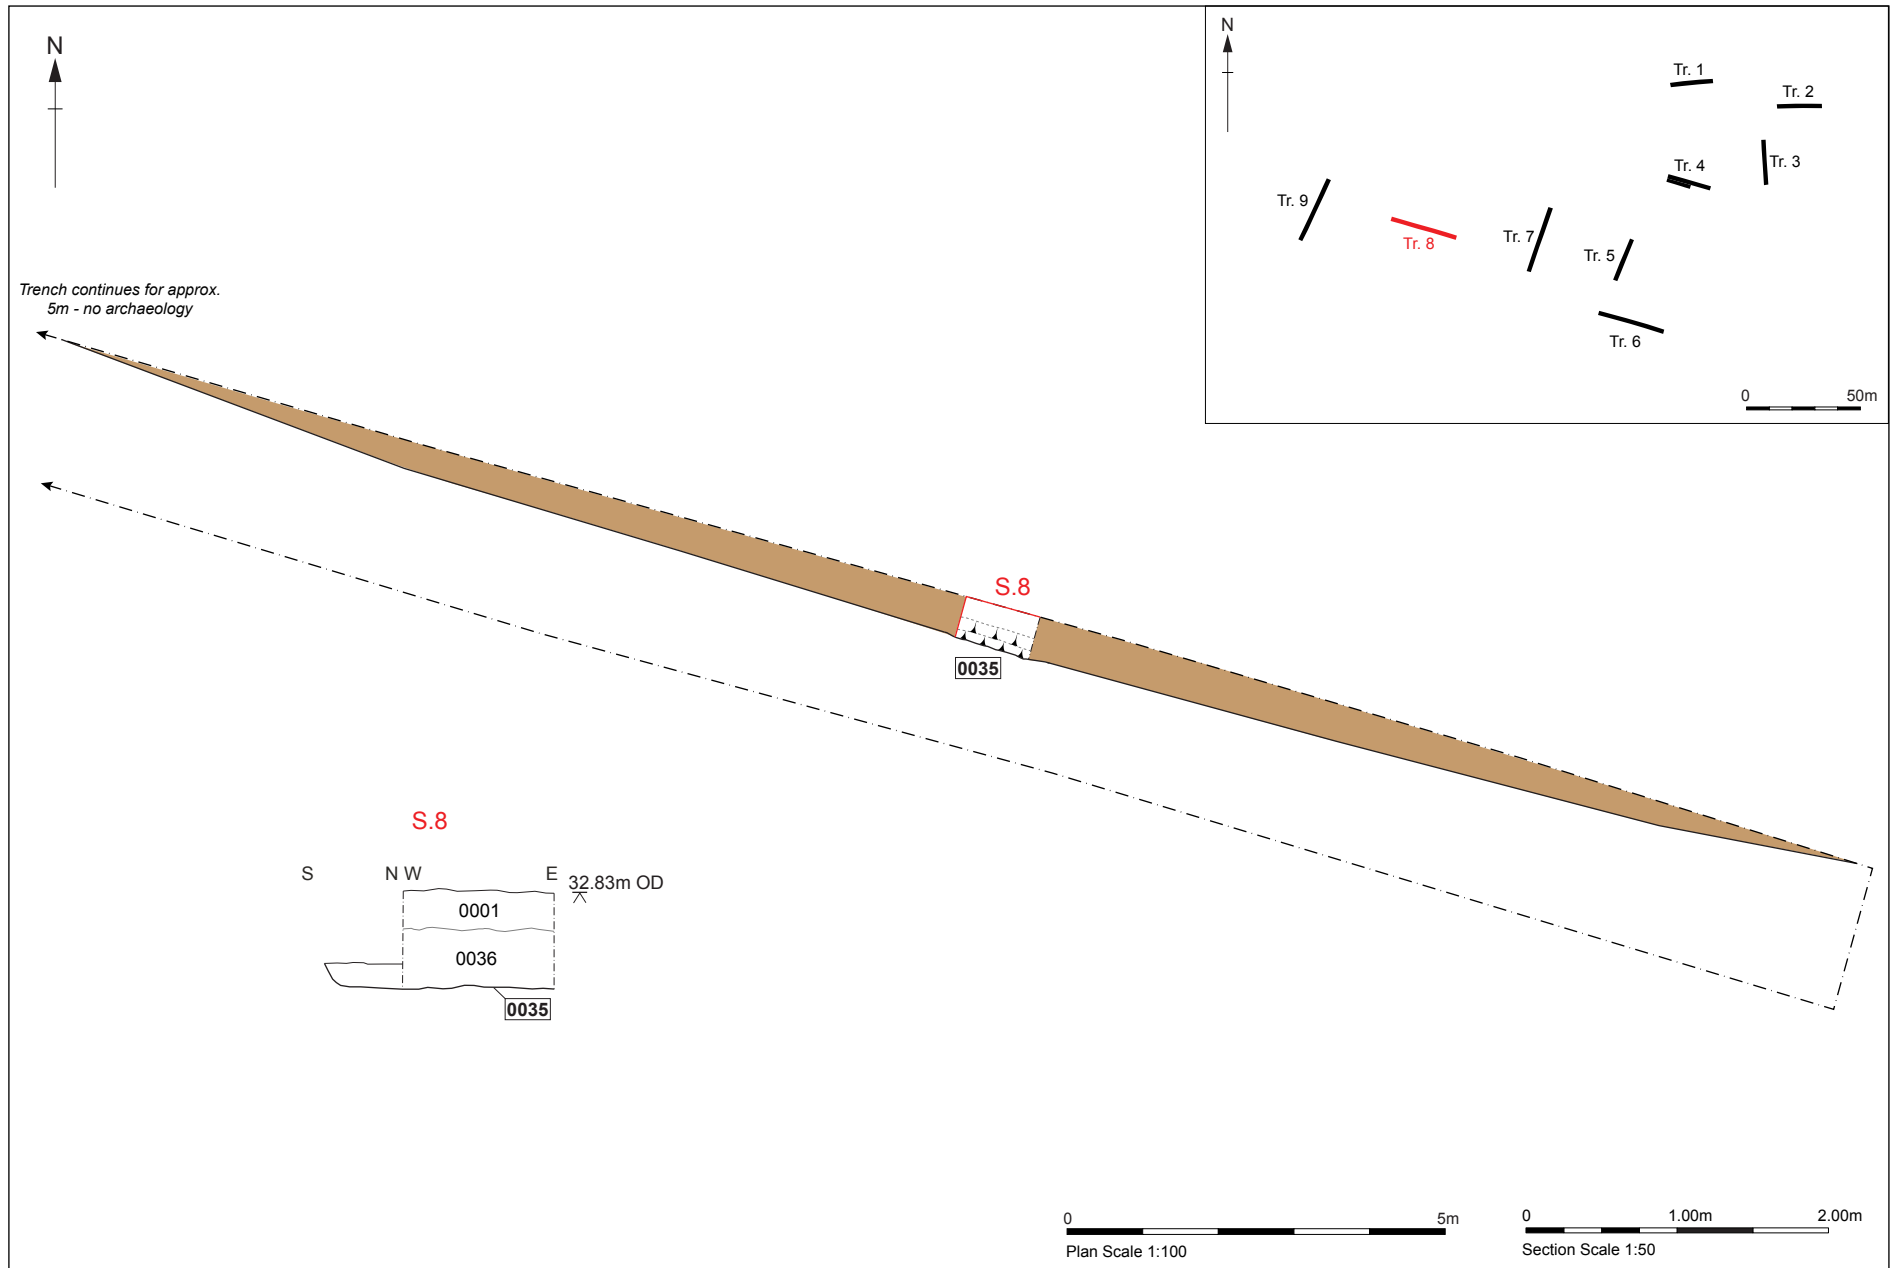 N
N
Tr. 1
Tr. 2
Tr. 3
Tr. 4
Tr. 9
Tr. 8
Tr. 7
Tr. 5
Tr. 6
0 50m
Trench continues for approx.
5m - no archaeology
S.8
0035
S.8
S N W E 32.83m OD
0001
0036
0035
0 5m
Plan Scale 1:100
0 1.00m 2.00m
Section Scale 1:50